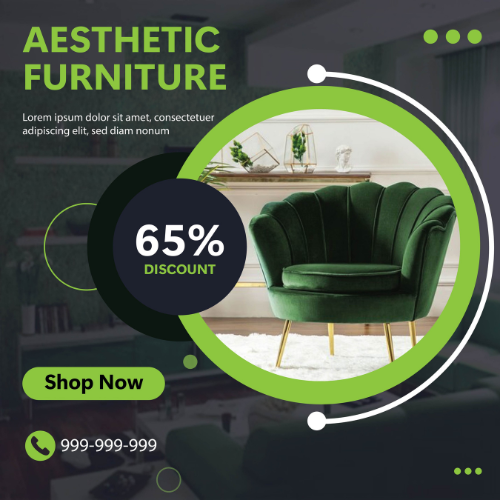 AESTHETIC
FURNITURE
Lorem ipsum dolor sit amet, consectetuer
adipiscing elit, sed diam nonum
65%
DISCOUNT
Shop Now
999-999-999